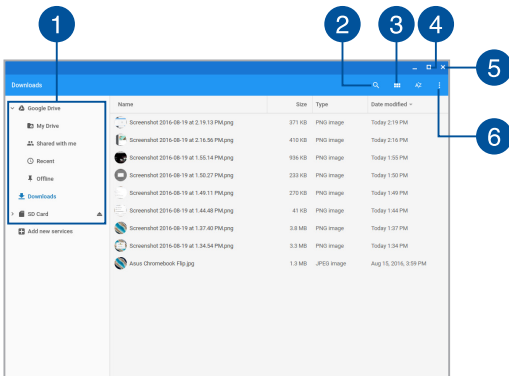 1 2 3 4
5
6
Downloads
Google Drive
My Drive
Shared with me
Recent
Offline
Downloads
SD Card
Add new services
Name Size Type Date modified
Screenshot 2016-08-19 at 2.19.13 PM.png 371 KB PNG image Today 2:19 PM
Screenshot 2016-08-19 at 2.16.56 PM.png 410 KB PNG image Today 2:16 PM
Screenshot 2016-08-19 at 1.55.14 PM.png 936 KB PNG image Today 1:55 PM
Screenshot 2016-08-19 at 1.50.27 PM.png 233 KB PNG image Today 1:50 PM
Screenshot 2016-08-19 at 1.49.11 PM.png 270 KB PNG image Today 1:49 PM
Screenshot 2016-08-19 at 1.44.48 PM.png 41 KB PNG image Today 1:44 PM
Screenshot 2016-08-19 at 1.37.40 PM.png 3.8 MB PNG image Today 1:37 PM
Screenshot 2016-08-19 at 1.34.54 PM.png 3.3 MB PNG image Today 1:34 PM
Asus Chromebook Flip.jpg 1.3 MB JPEG image Aug 15, 2016, 3:59 PM